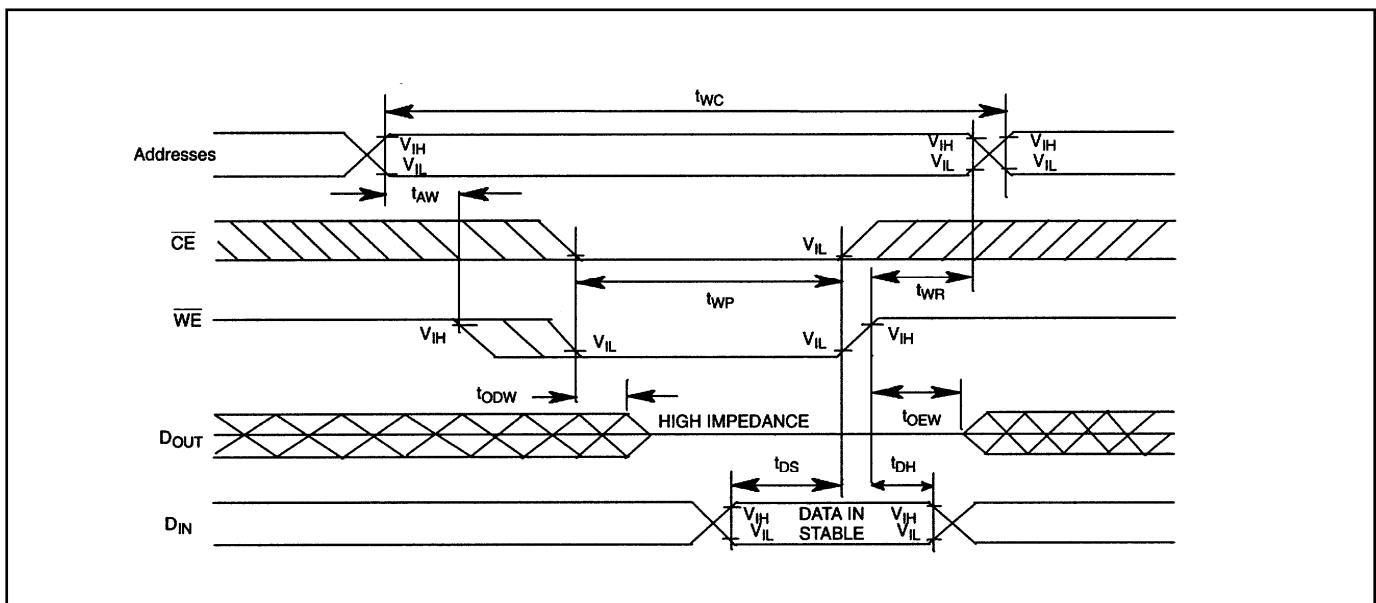 tWC
Addresses
VIH
VIL
VIH
VIL
VIH
VIL
tAW
CE
VIL
tWP
tWR
WE
VIH
VIL
VIL
VIH
tODW
tOEW
DOUT
HIGH IMPEDANCE
tDS
tDH
DIN
VIH
VIL
DATA IN
STABLE
VIH
VIL